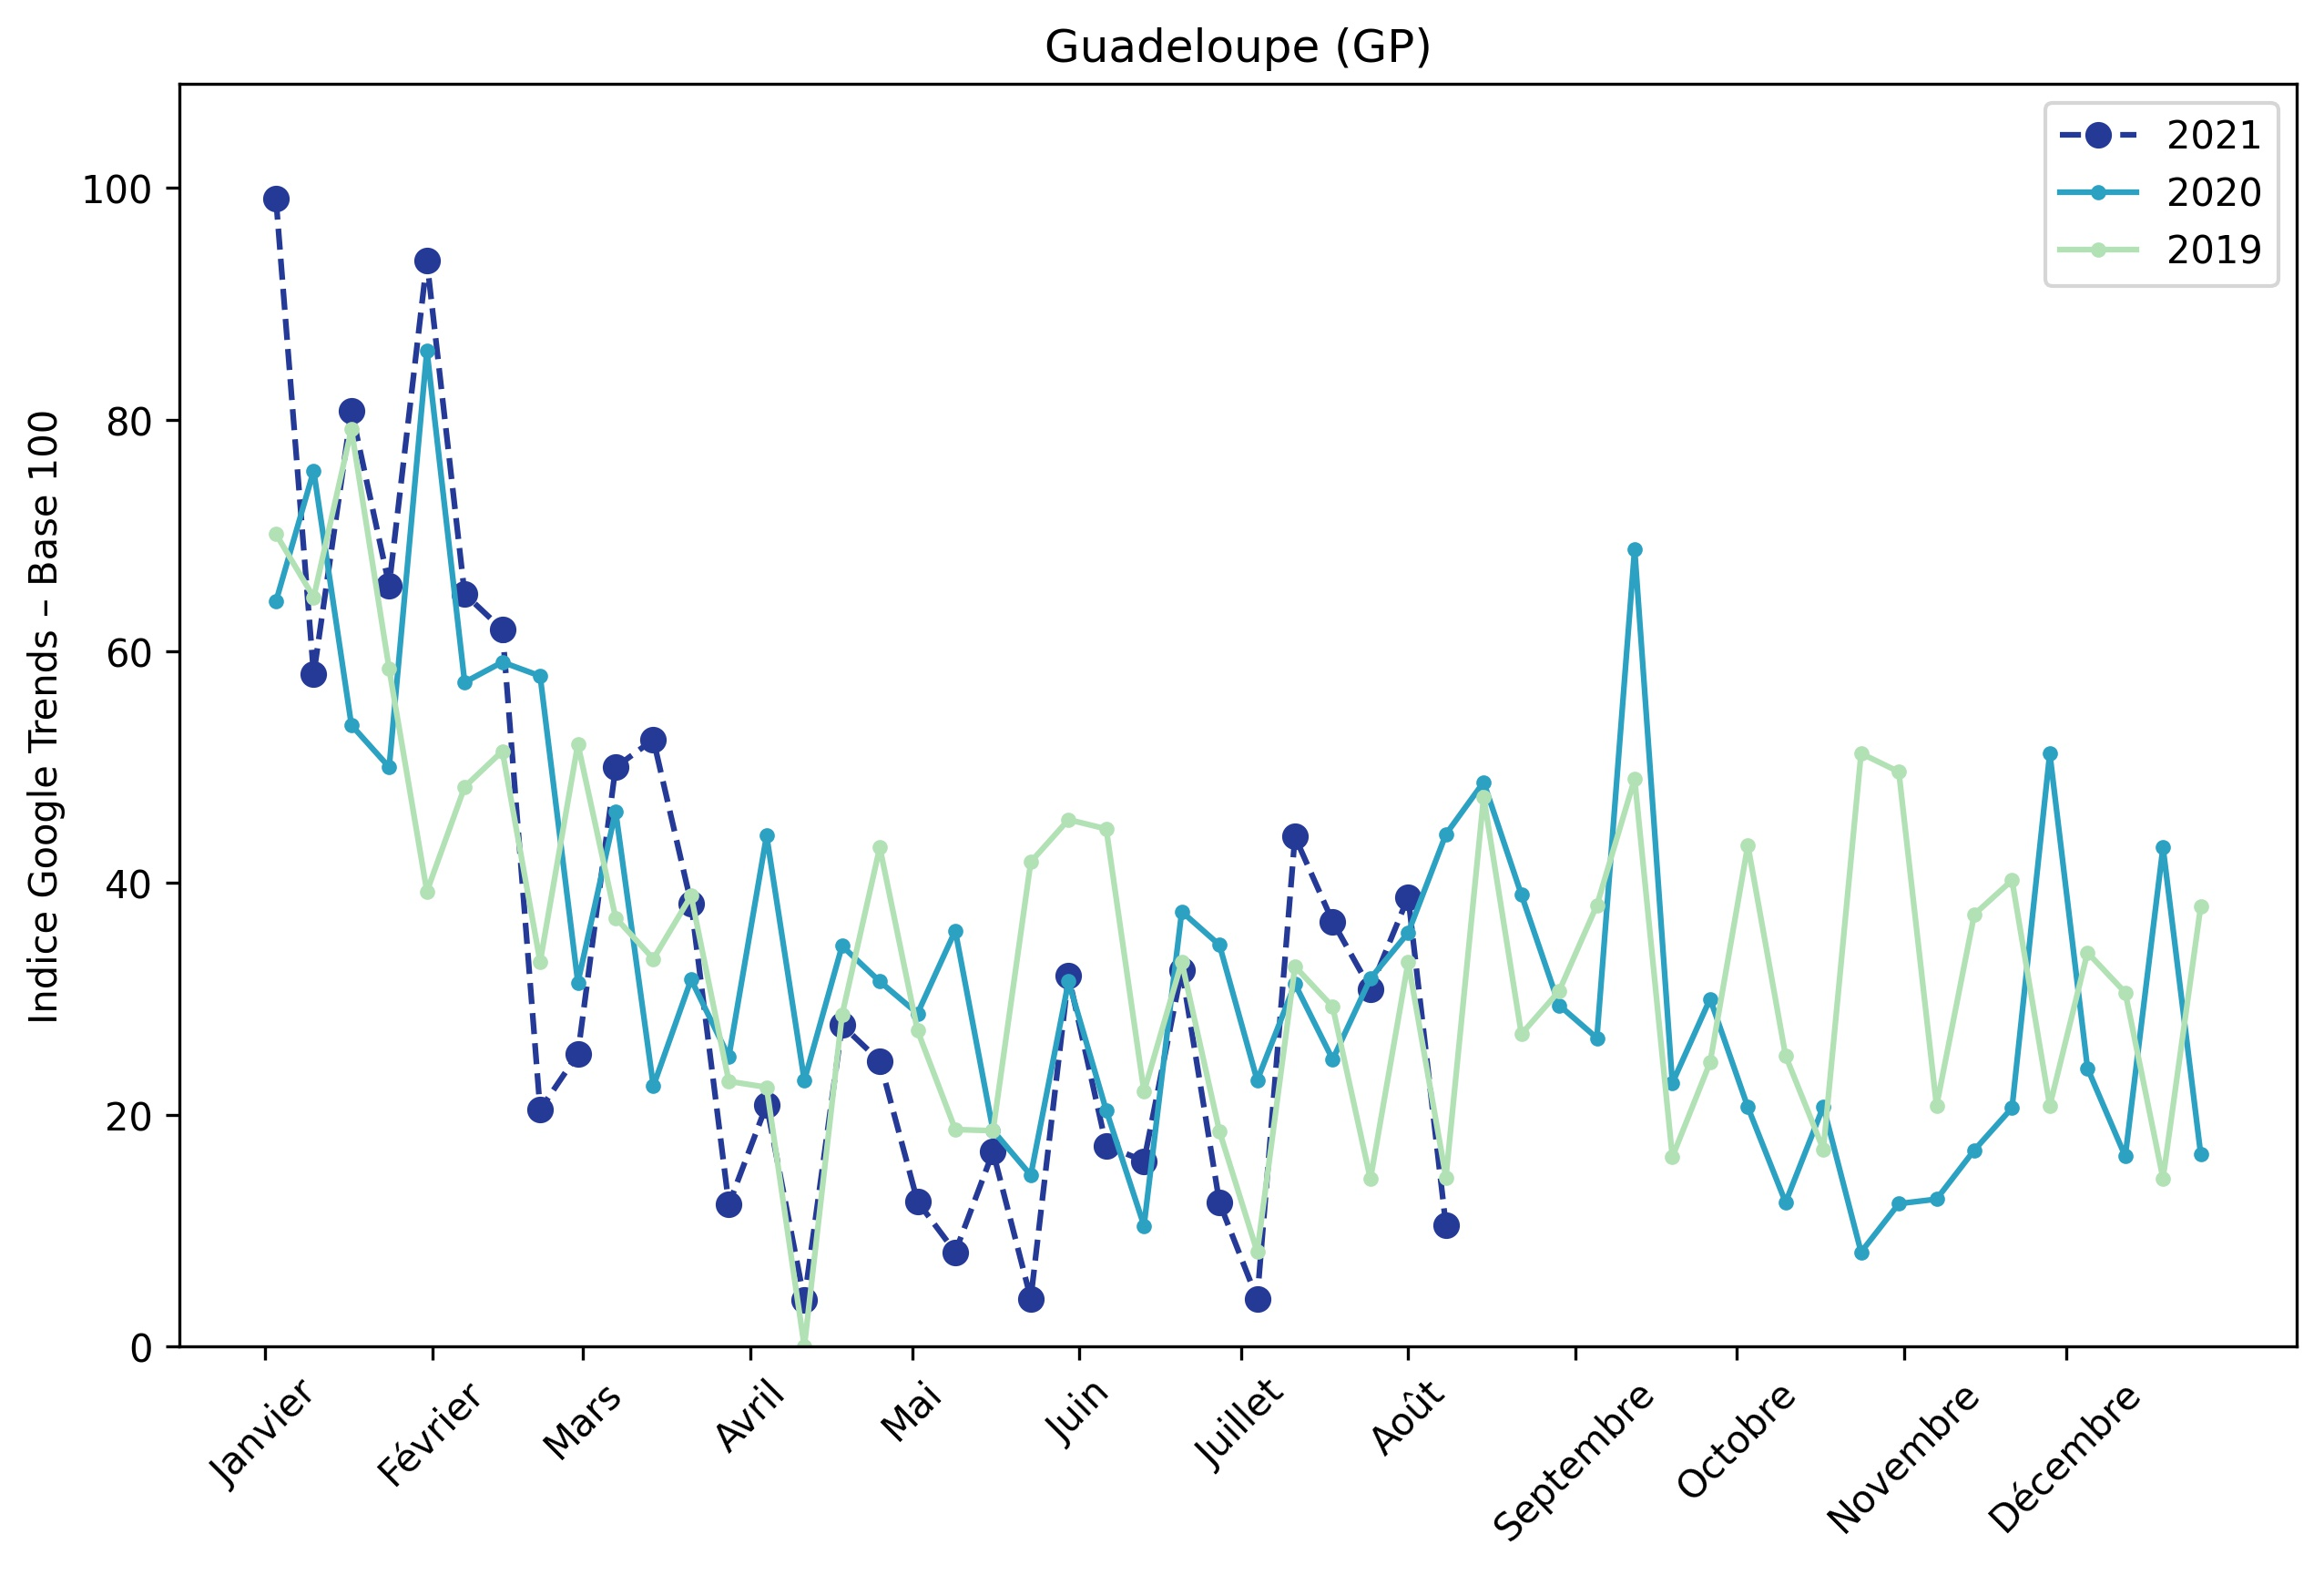 Guadeloupe (GP)
Indice Google Trends – Base 100
100
80
60
40
20
0
2021
2020
2019
Janvier
Février
Mars
Avril
Mai
Juin
Juillet
Août
Septembre
Octobre
Novembre
Décembre